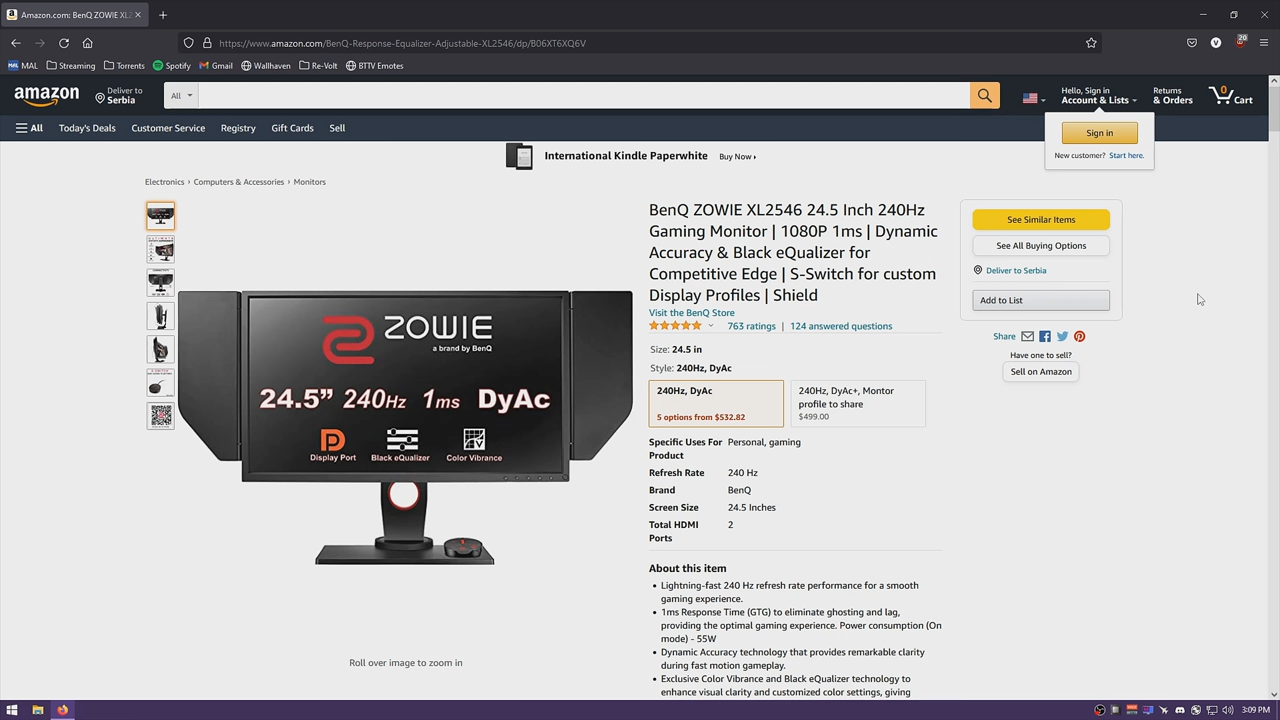 Amazon.com: BenQ ZOWIE XL2
https://www.amazon.com/BenQ-Response-Equalizer-Adjustable-XL2546/dp/B06XT6XQ6V
20
MAL
Streaming
Torrents
Spotify
Gmail
Wallhaven
Re-Volt
BTTV Emotes
amazon
Deliver to
Serbia
All
Hello, Sign in
Account & Lists
Returns
& Orders
0
Cart
All
Today's Deals
Customer Service
Registry
Gift Cards
Sell
Sign in
New customer? Start here.
International Kindle Paperwhite
Buy Now ›
Electronics › Computers & Accessories › Monitors
BenQ ZOWIE XL2546 24.5 Inch 240Hz
Gaming Monitor | 1080P 1ms | Dynamic
Accuracy & Black eQualizer for
Competitive Edge | S-Switch for custom
Display Profiles | Shield
Visit the BenQ Store
763 ratings | 124 answered questions
Size: 24.5 in
Style: 240Hz, DyAc
240Hz, DyAc
5 options from $532.82
240Hz, DyAc+, Montor
profile to share
$499.00
Specific Uses For Product
Personal, gaming
Refresh Rate
240 Hz
Brand
BenQ
Screen Size
24.5 Inches
Total HDMI Ports
2
About this item
• Lightning-fast 240 Hz refresh rate performance for a smooth
gaming experience.
• 1ms Response Time (GTG) to eliminate ghosting and lag,
providing the optimal gaming experience. Power consumption (On
mode) - 55W
• Dynamic Accuracy technology that provides remarkable clarity
during fast motion gameplay.
• Exclusive Color Vibrance and Black eQualizer technology to
enhance visual clarity and customized color settings, giving
See Similar Items
See All Buying Options
Deliver to Serbia
Add to List
Share
Have one to sell?
Sell on Amazon
ZOWIE
a brand by BenQ
24.5” 240Hz 1ms DyAc
Display Port
Black eQualizer
Color Vibrance
Roll over image to zoom in
3:09 PM